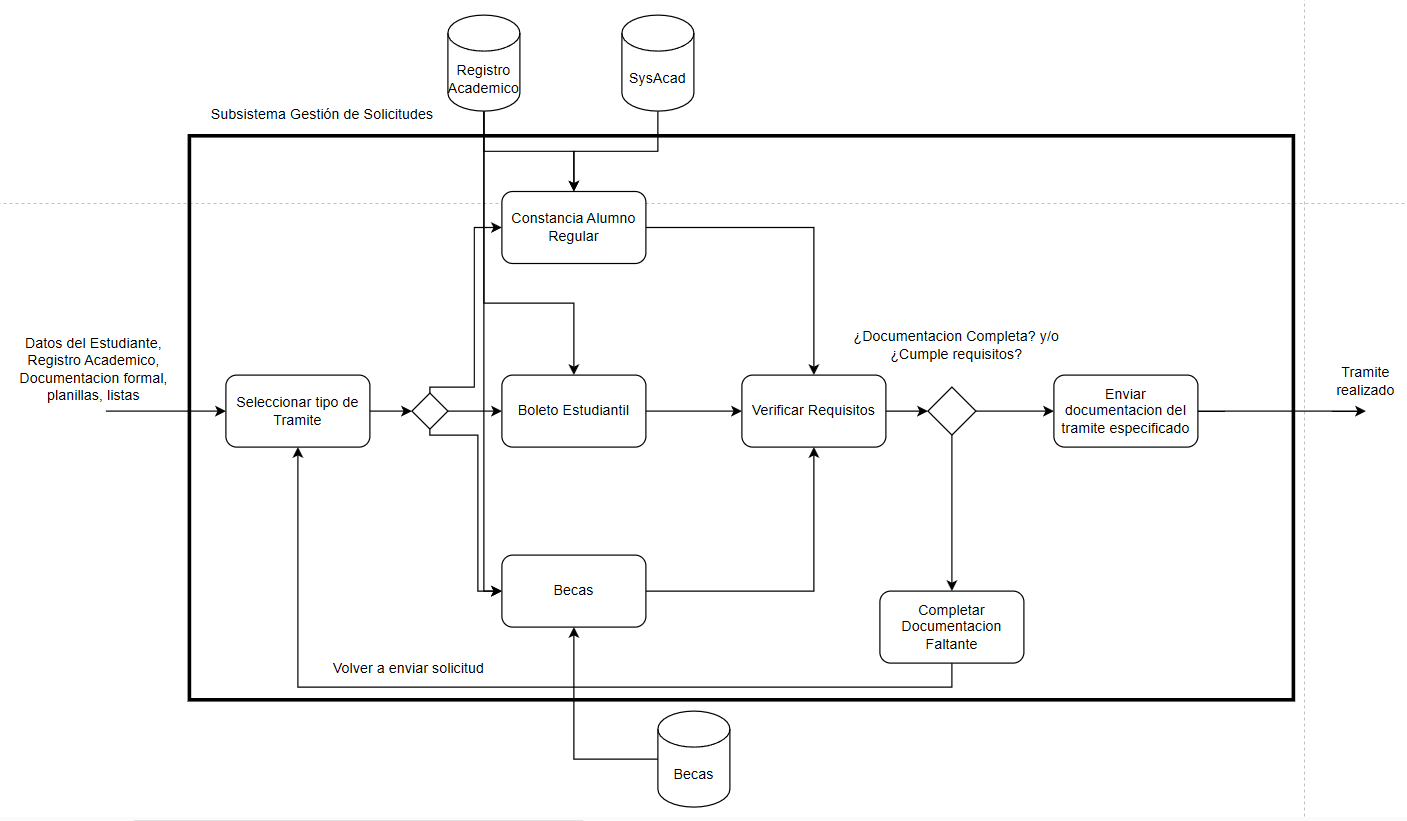 Registro
Academico
SysAcad
Subsistema Gestión de Solicitudes
Constancia Alumno
Regular
Datos del Estudiante,
Registro Academico,
Documentacion formal,
planillas, listas
Seleccionar tipo de
Tramite
Boleto Estudiantil
Verificar Requisitos
¿Documentacion Completa? y/o
¿Cumple requisitos?
Enviar
documentacion del
tramite especificado
Tramite
realizado
Becas
Completar
Documentacion
Faltante
Volver a enviar solicitud
Becas